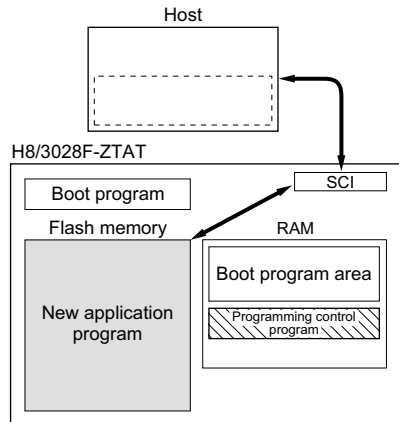 Host
H8/3028F-ZTAT
SCI
Boot program
Flash memory
RAM
Boot program area
New application
program
Programming control
program